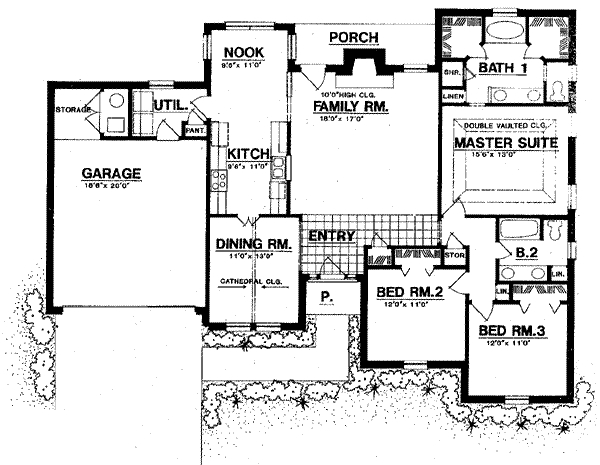 PORCH
NOOK
9'6" x 11'0"
BATH 1
SHR.
LINEN
10'0" HIGH CLG.
FAMILY RM.
18'0" x 17'0"
STORAGE
UTIL.
PANT.
DOUBLE VAULTED CLG.
MASTER SUITE
15'6" x 13'0"
KITCH
9'6" x 11'0"
GARAGE
18'8" x 20'0"
ENTRY
DINING RM.
11'0" x 13'0"
CATHEDRAL CLG.
STOR
B.2
LIN.
P.
BED RM.2
12'0" x 11'0"
LIN.
BED RM.3
12'0" x 11'0"